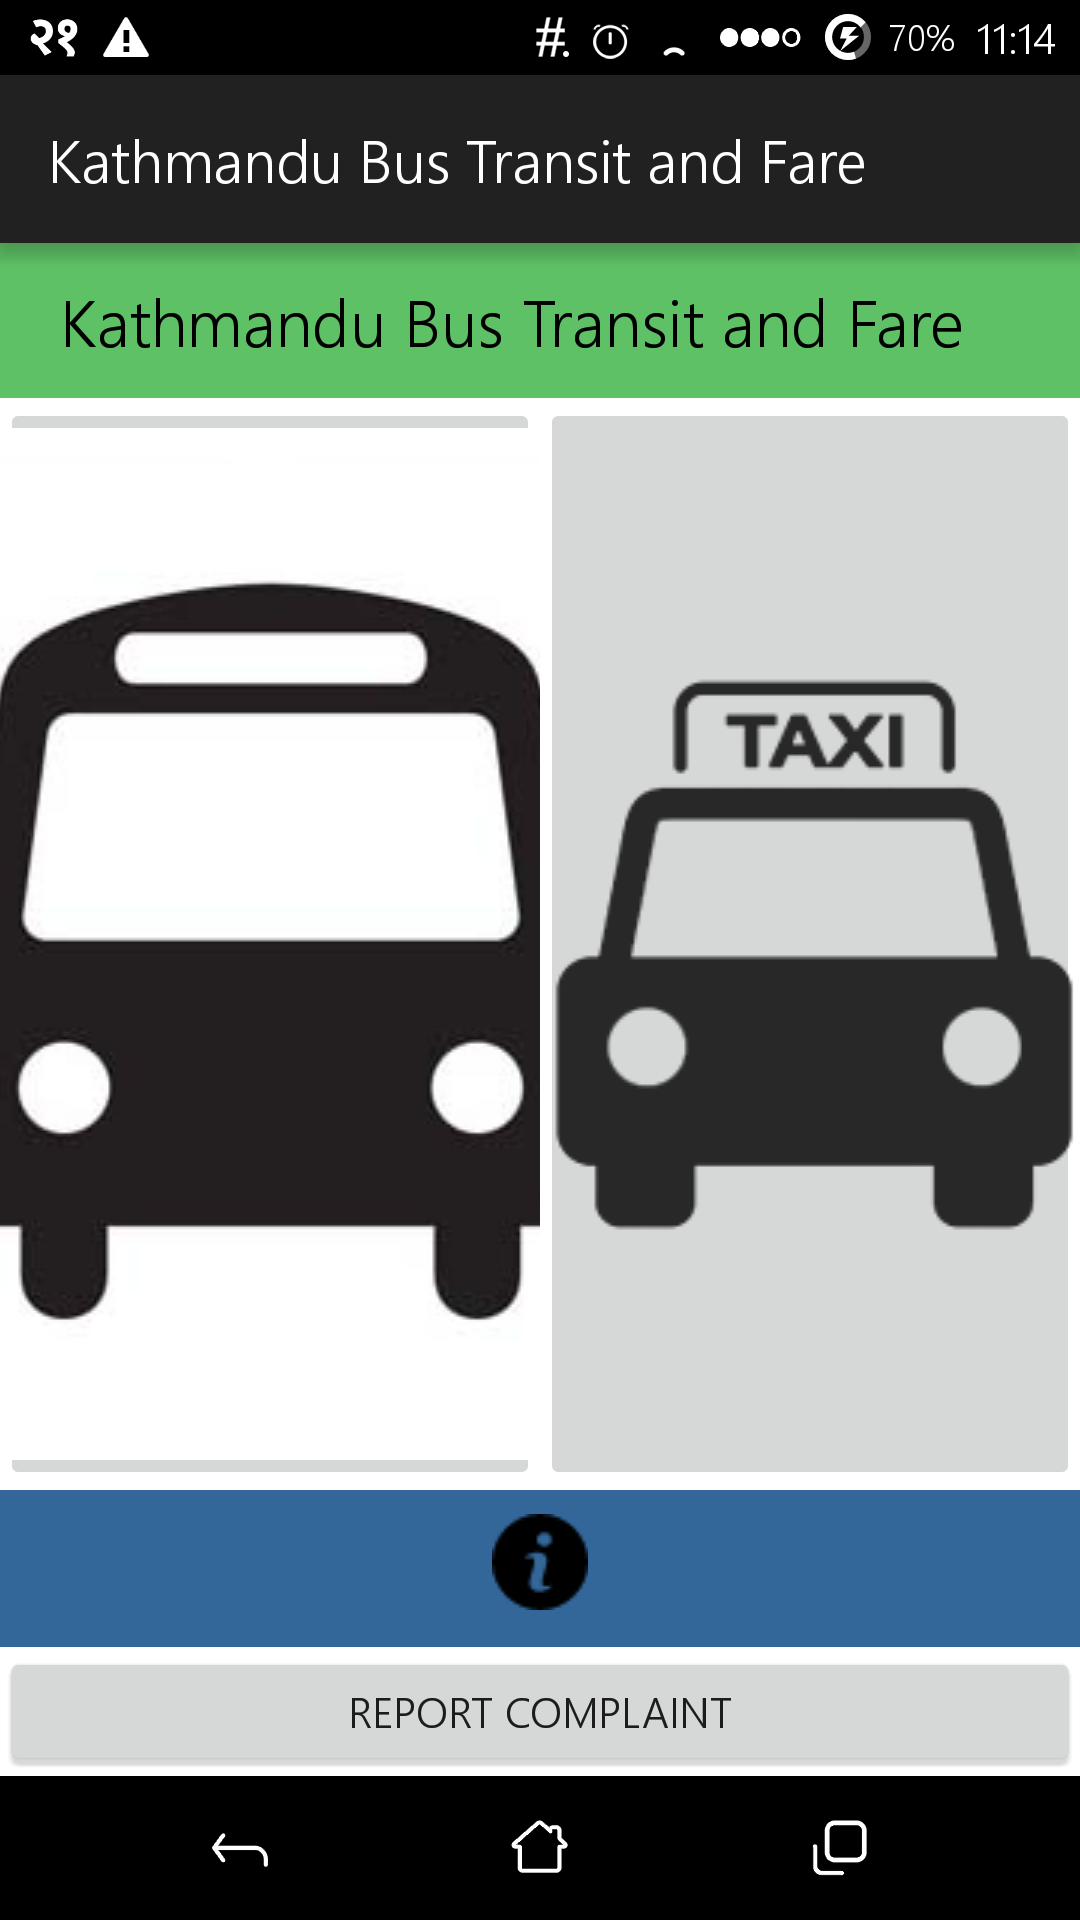 २१ #. 70% 11:14
Kathmandu Bus Transit and Fare
Kathmandu Bus Transit and Fare
TAXI
i
REPORT COMPLAINT